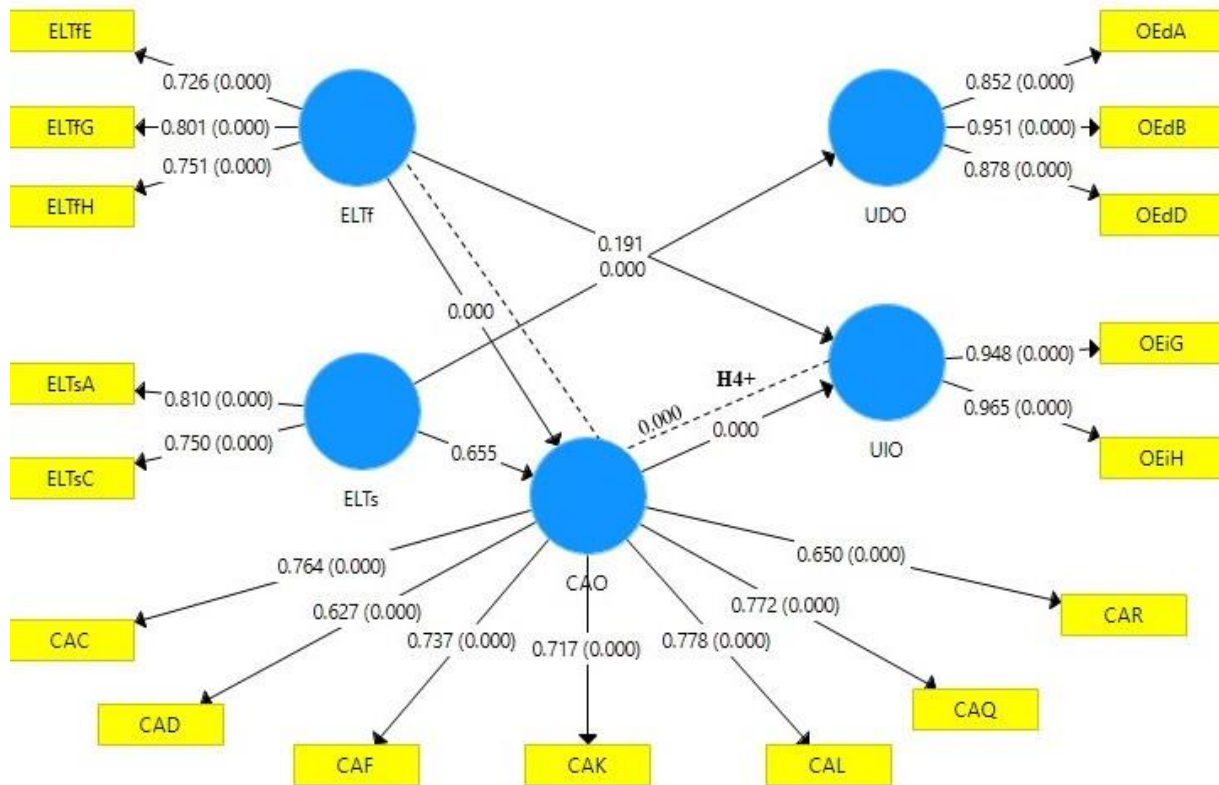 ELTfE
OEdA
0.726 (0.000)
0.852 (0.000)
ELTfG
0.801 (0.000)
0.951 (0.000)
OEdB
0.751 (0.000)
0.878 (0.000)
ELTfH
OEdD
ELTf
UDO
0.191
0.000
0.000
OEiG
0.948 (0.000)
ELTsA
0.810 (0.000)
H4+
0.965 (0.000)
0.750 (0.000)
0.000
0.000
ELTsC
0.655
UIO
OEiH
ELTs
0.650 (0.000)
0.764 (0.000)
CAO
0.627 (0.000)
0.772 (0.000)
CAR
CAC
0.737 (0.000)
0.717 (0.000)
0.778 (0.000)
CAD
CAQ
CAF
CAK
CAL